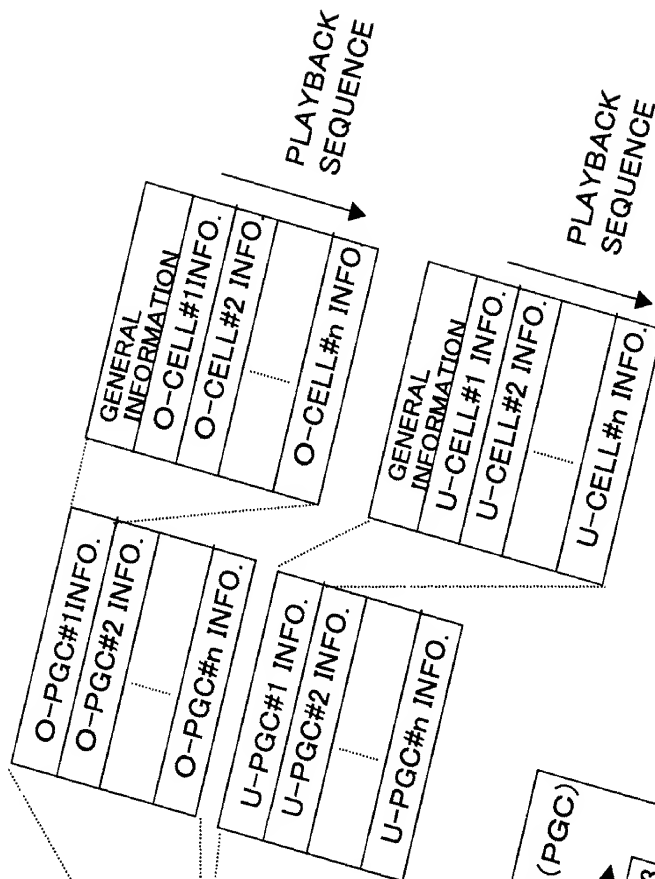 O-PGC#1INFO.
O-PGC#2 INFO.
O-PGC#n INFO.
U-PGC#1 INFO.
U-PGC#2 INFO.
U-PGC#n INFO.
GENERAL
INFORMATION
O-CELL#1INFO.
O-CELL#2 INFO.
O-CELL#n INFO
PLAYBACK
SEQUENCE
GENERAL
INFORMATION
U-CELL#1 INFO.
U-CELL#2 INFO.
U-CELL#n INFO.
PLAYBACK
SEQUENCE
(PGC)